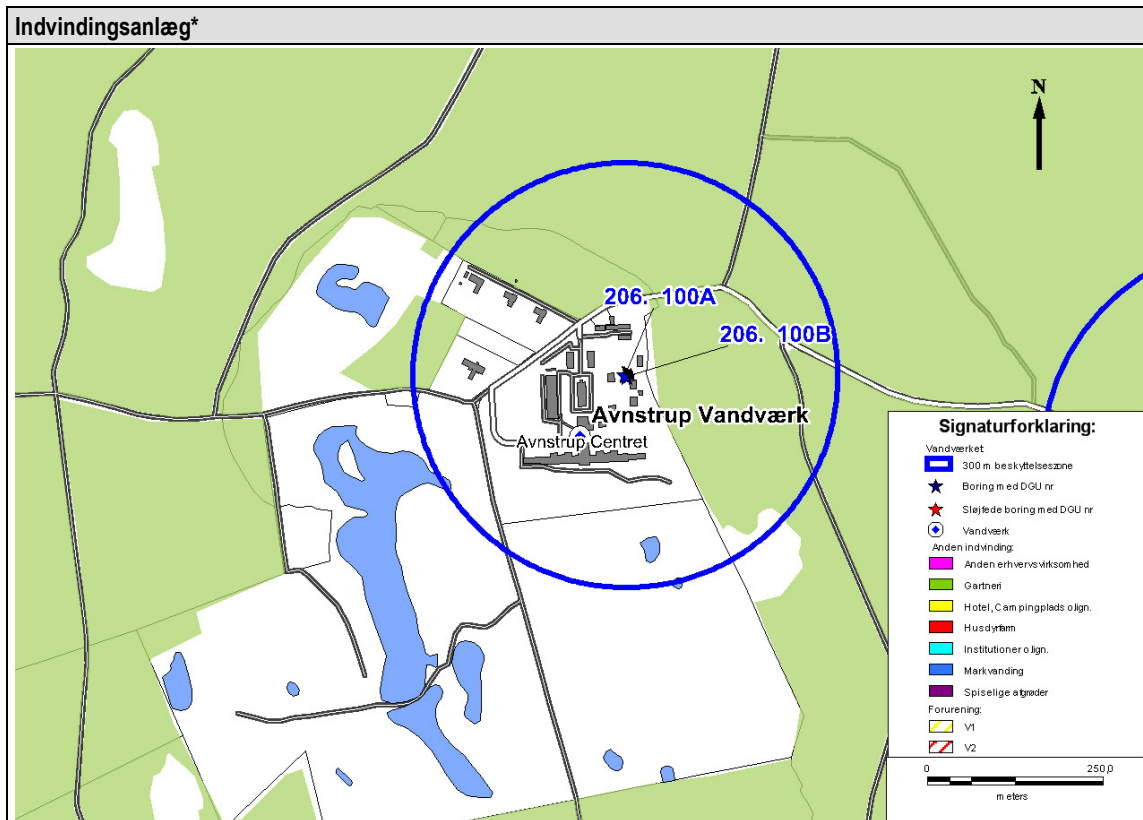 Indvindingsanlæg*
N
206. 100A
206. 100B
Avnstrup Vandværk
Avnstrup Centret
Signaturforklaring:
Vandværket
300 m beskyttelseszone
Boring med DGU nr
Sløjfede boring med DGU nr
Vandværk
Anden indvinding:
Anden erhvervsvirksomhed
Gartneri
Hotel, Campingplads o.lign.
Husdyrfarm
Institutioner o.lign.
Markvanding
Spiselige afgrøder
Forurening:
V1
V2
0 250,0
meters